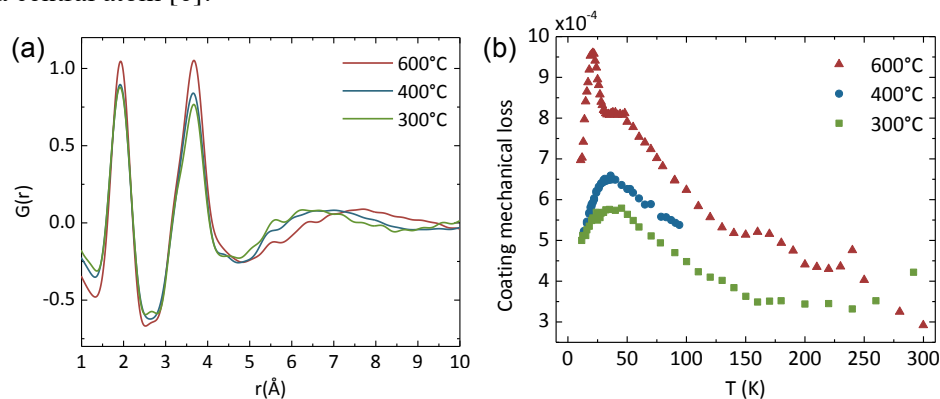 (a)
600°C
400°C
300°C
G(r)
1.0
0.5
0.0
-0.5
1 2 3 4 5 6 7 8 9 10
r(Å)
(b)
x10⁻⁴
600°C
400°C
300°C
Coating mechanical loss
10
9
8
7
6
5
4
3
0 50 100 150 200 250 300
T (K)